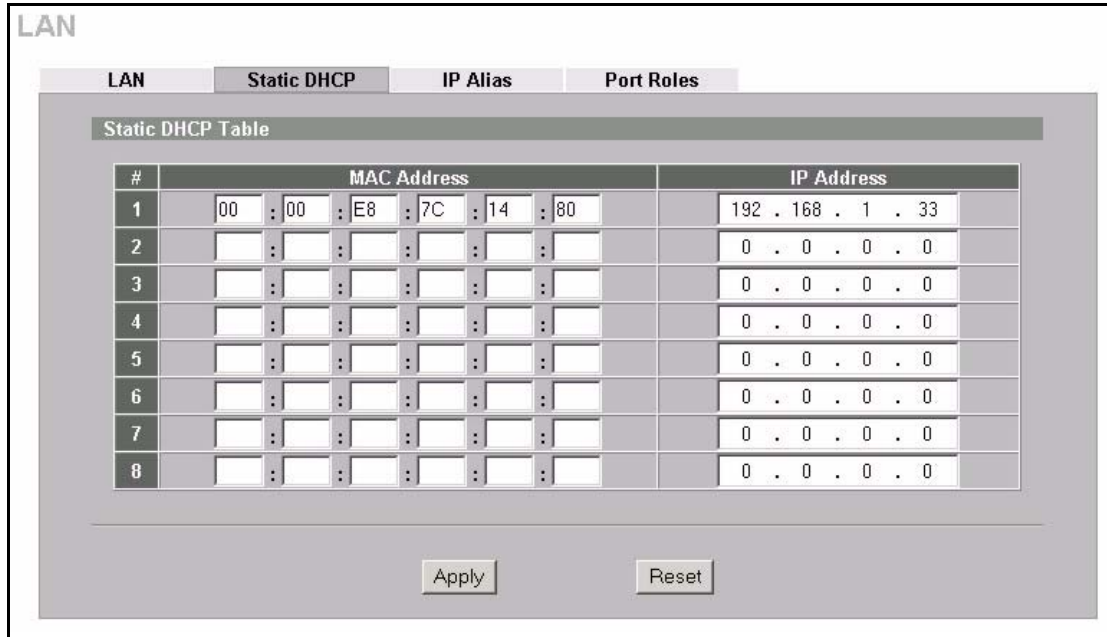 LAN
LAN Static DHCP IP Alias Port Roles
Static DHCP Table
# MAC Address IP Address
1 00 : 00 : E8 : 7C : 14 : 80 192 . 168 . 1 . 33
2 : : : : : 0 . 0 . 0 . 0
3 : : : : : 0 . 0 . 0 . 0
4 : : : : : 0 . 0 . 0 . 0
5 : : : : : 0 . 0 . 0 . 0
6 : : : : : 0 . 0 . 0 . 0
7 : : : : : 0 . 0 . 0 . 0
8 : : : : : 0 . 0 . 0 . 0
Apply Reset